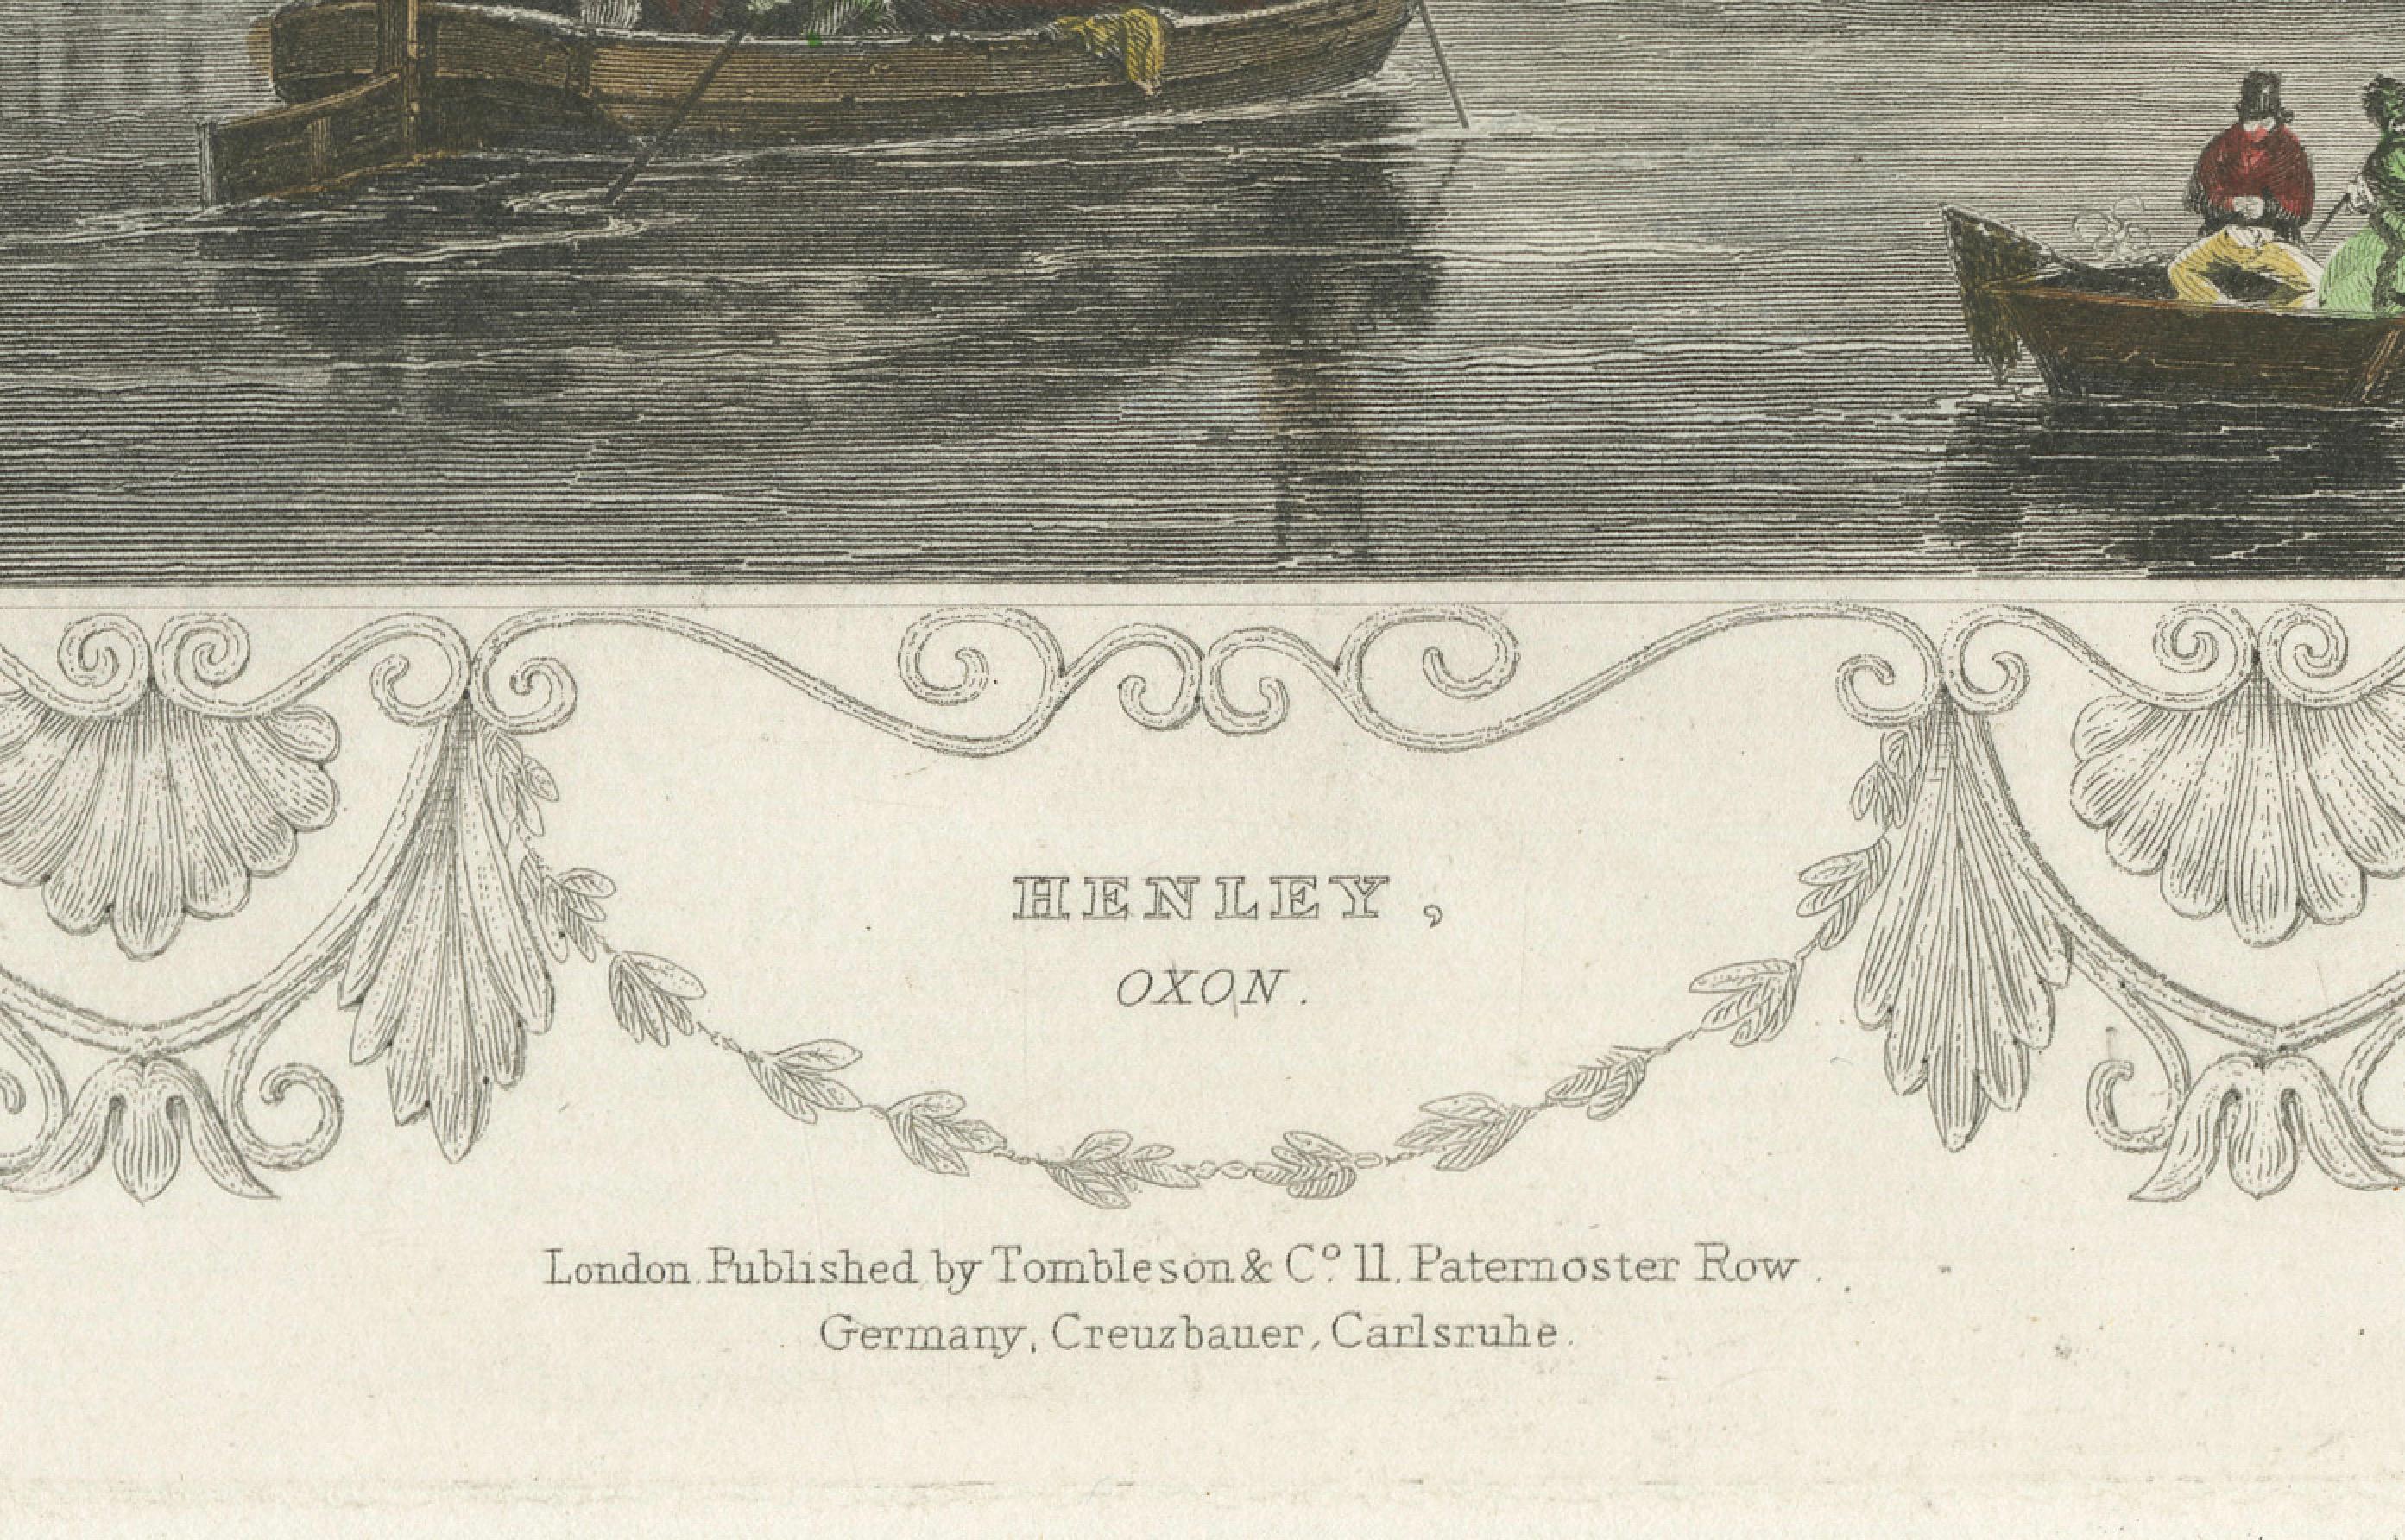 HENLEY,
OXON.
London. Published by Tombleson & Cº. 11, Paternoster Row.
Germany, Creuzbauer, Carlsruhe.